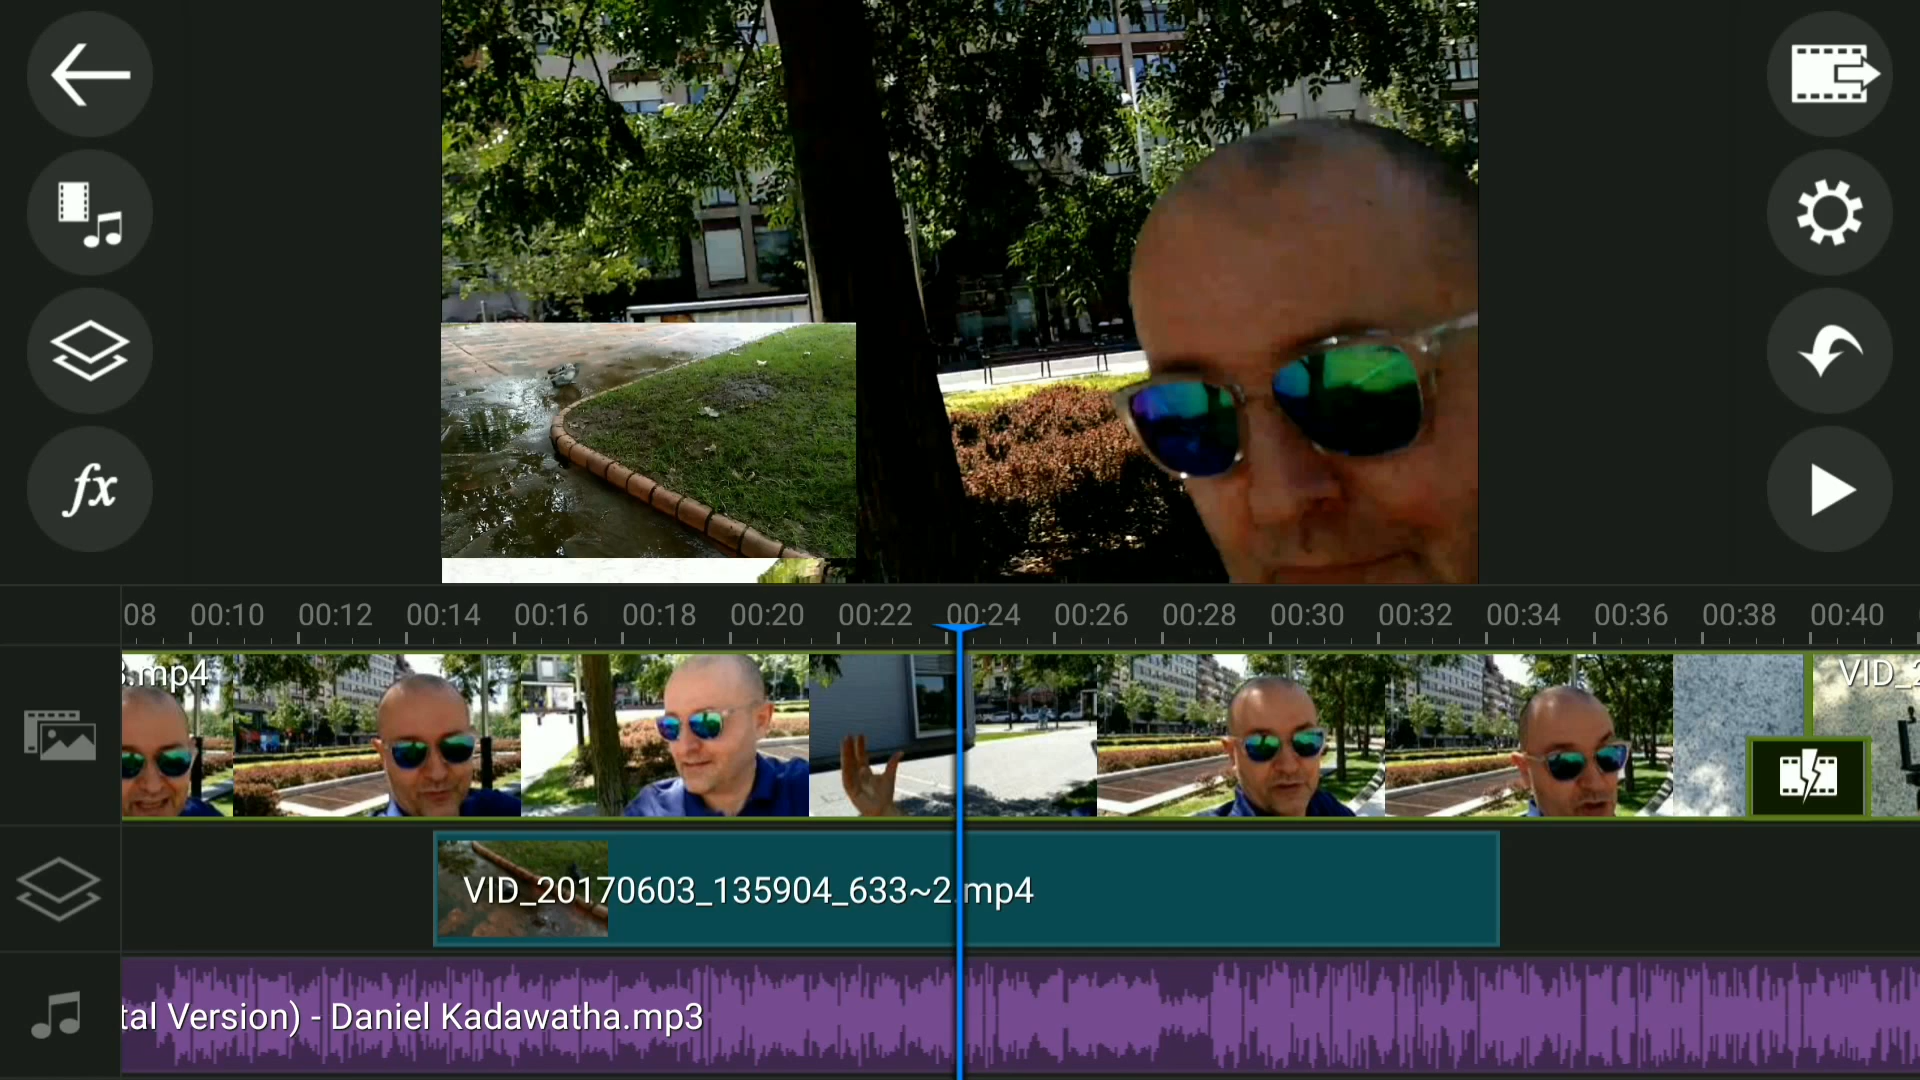 fx
08 00:10 00:12 00:14 00:16 00:18 00:20 00:22 00:24 00:26 00:28 00:30 00:32 00:34 00:36 00:38 00:40
3.mp4 VID_2
VID_20170603_135904_633~2.mp4
tal Version) - Daniel Kadawatha.mp3